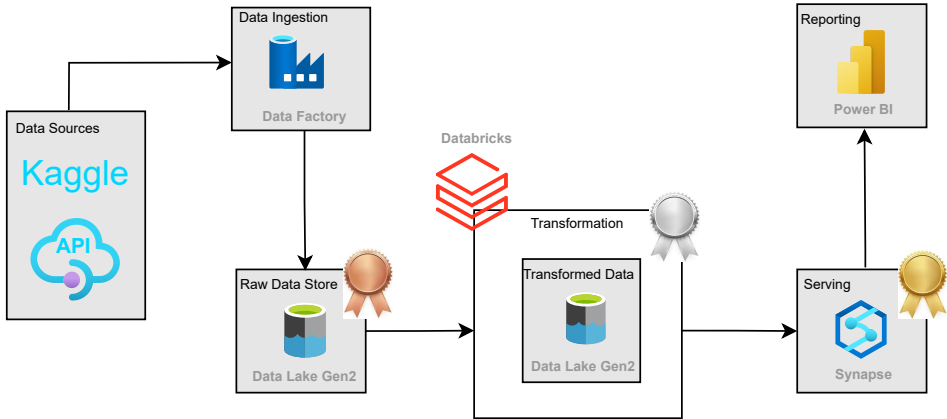 Data Sources
Kaggle
API
Data Ingestion
Data Factory
Raw Data Store
Data Lake Gen2
Databricks
Transformation
Transformed Data
Data Lake Gen2
Serving
Synapse
Reporting
Power BI